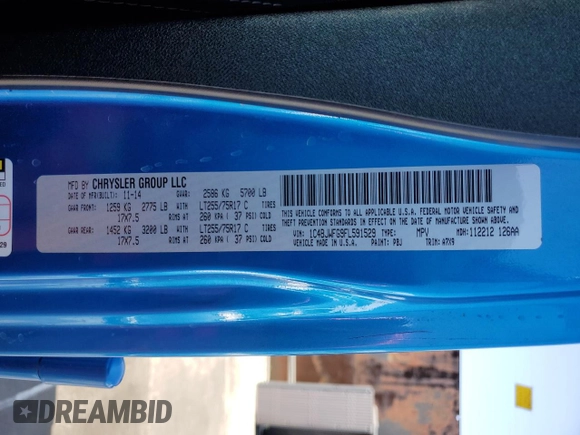 MFD BY CHRYSLER GROUP LLC
DATE OF MFR(BUILT): 11-14 GVWR: 2586 KG 5700 LB
GAWR FRONT: 1259 KG 2775 LB WITH TIRES LT255/75R17 C
17X7.5 RIMS AT 260 KPA ( 37 PSI) COLD
GAWR REAR: 1452 KG 3200 LB WITH TIRES LT255/75R17 C
17X7.5 RIMS AT 260 KPA ( 37 PSI) COLD
THIS VEHICLE CONFORMS TO ALL APPLICABLE U.S.A. FEDERAL MOTOR VEHICLE SAFETY AND
THEFT PREVENTION STANDARDS IN EFFECT ON THE DATE OF MANUFACTURE SHOWN ABOVE.
VEHICLE MADE IN U.S.A. PAINT: PBJ TRIM: A7X9
VIN: 1C4BJWFG9FL591529 TYPE: MPV MDH: 112212 126AA
DREAMBID